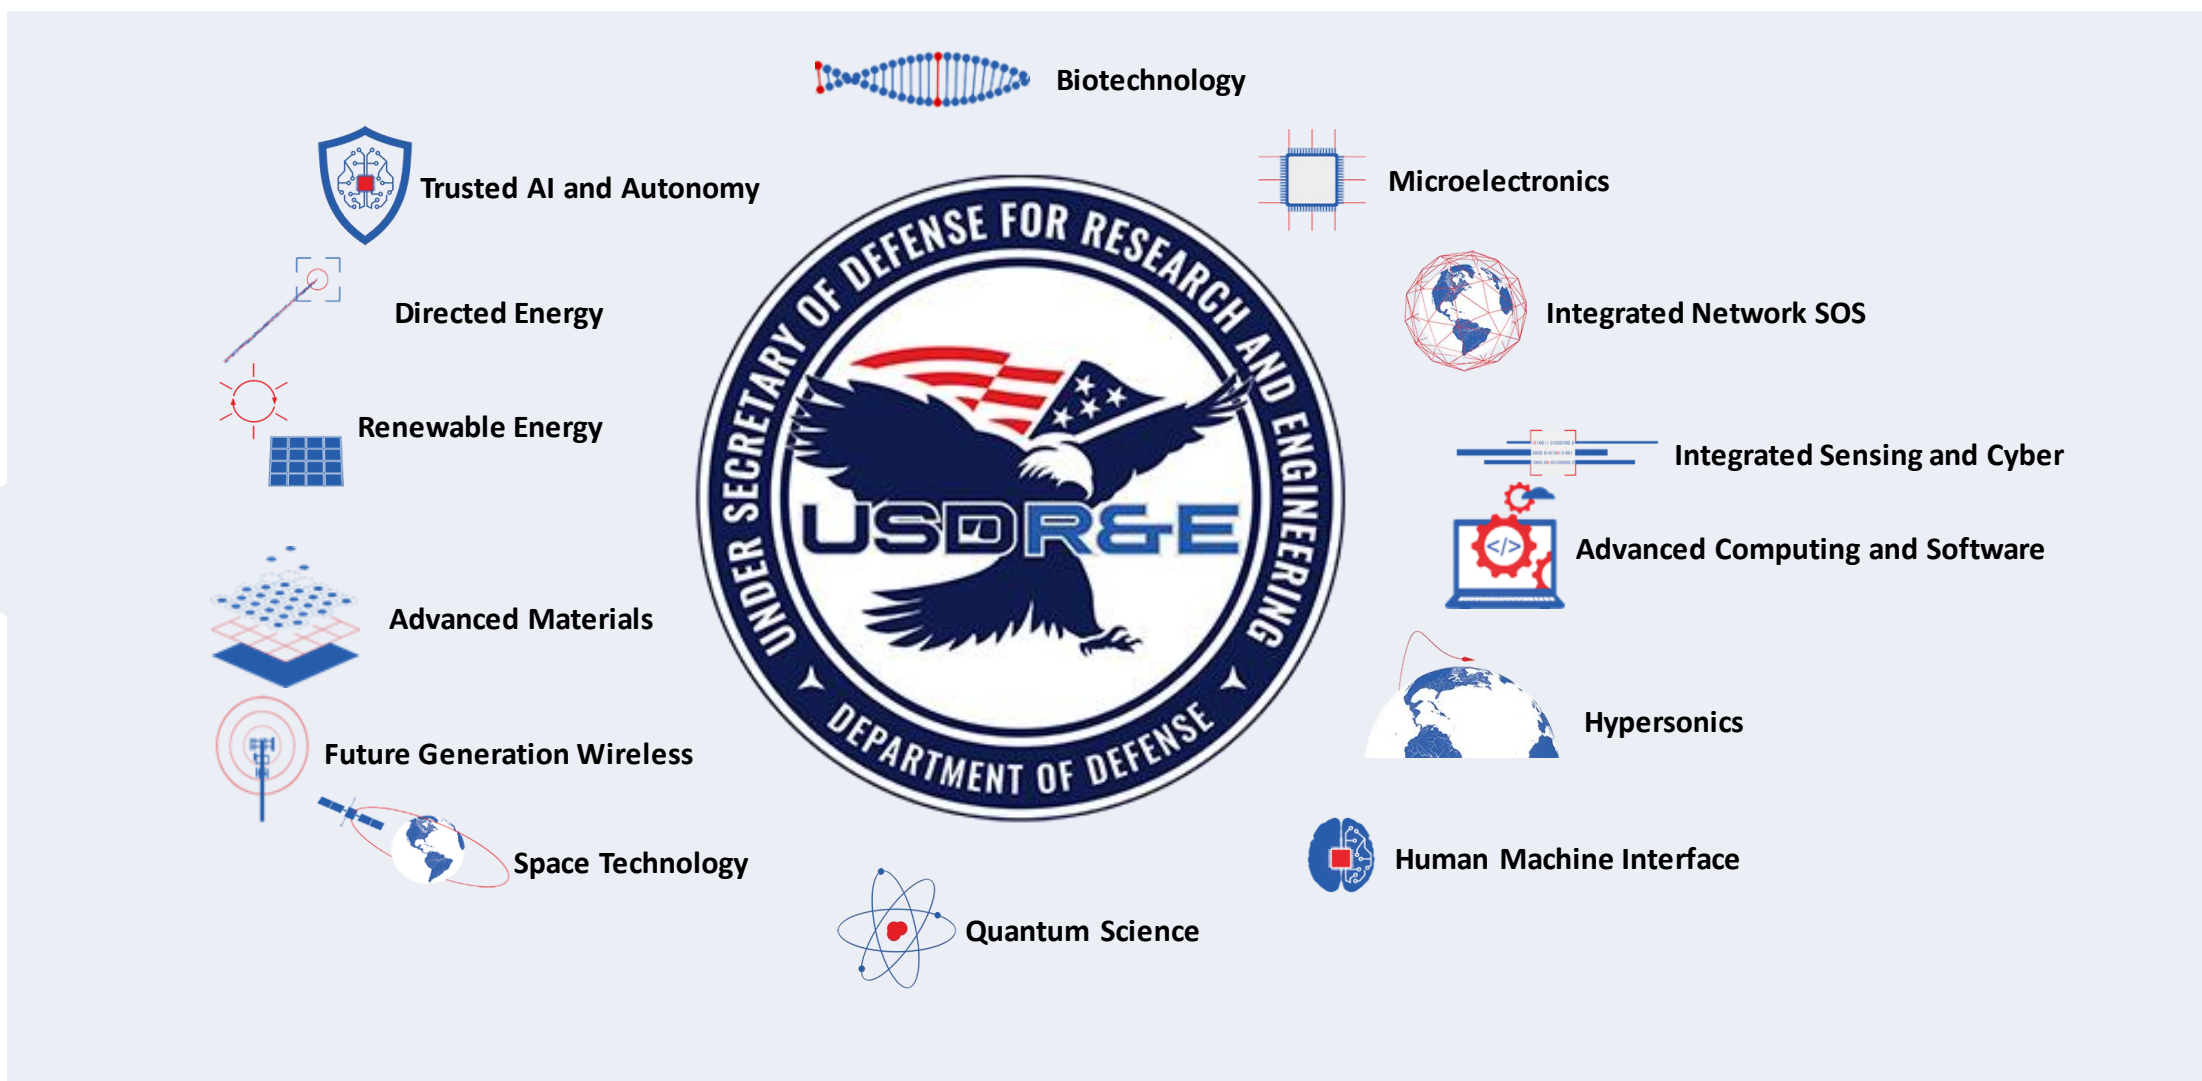 Biotechnology
Trusted AI and Autonomy
Microelectronics
UNDER SECRETARY OF DEFENSE FOR RESEARCH AND ENGINEERING
Directed Energy
Integrated Network SOS
Renewable Energy
Integrated Sensing and Cyber
USDR&E
</>
Advanced Computing and Software
Advanced Materials
Hypersonics
Future Generation Wireless
DEPARTMENT OF DEFENSE
Space Technology
Human Machine Interface
Quantum Science